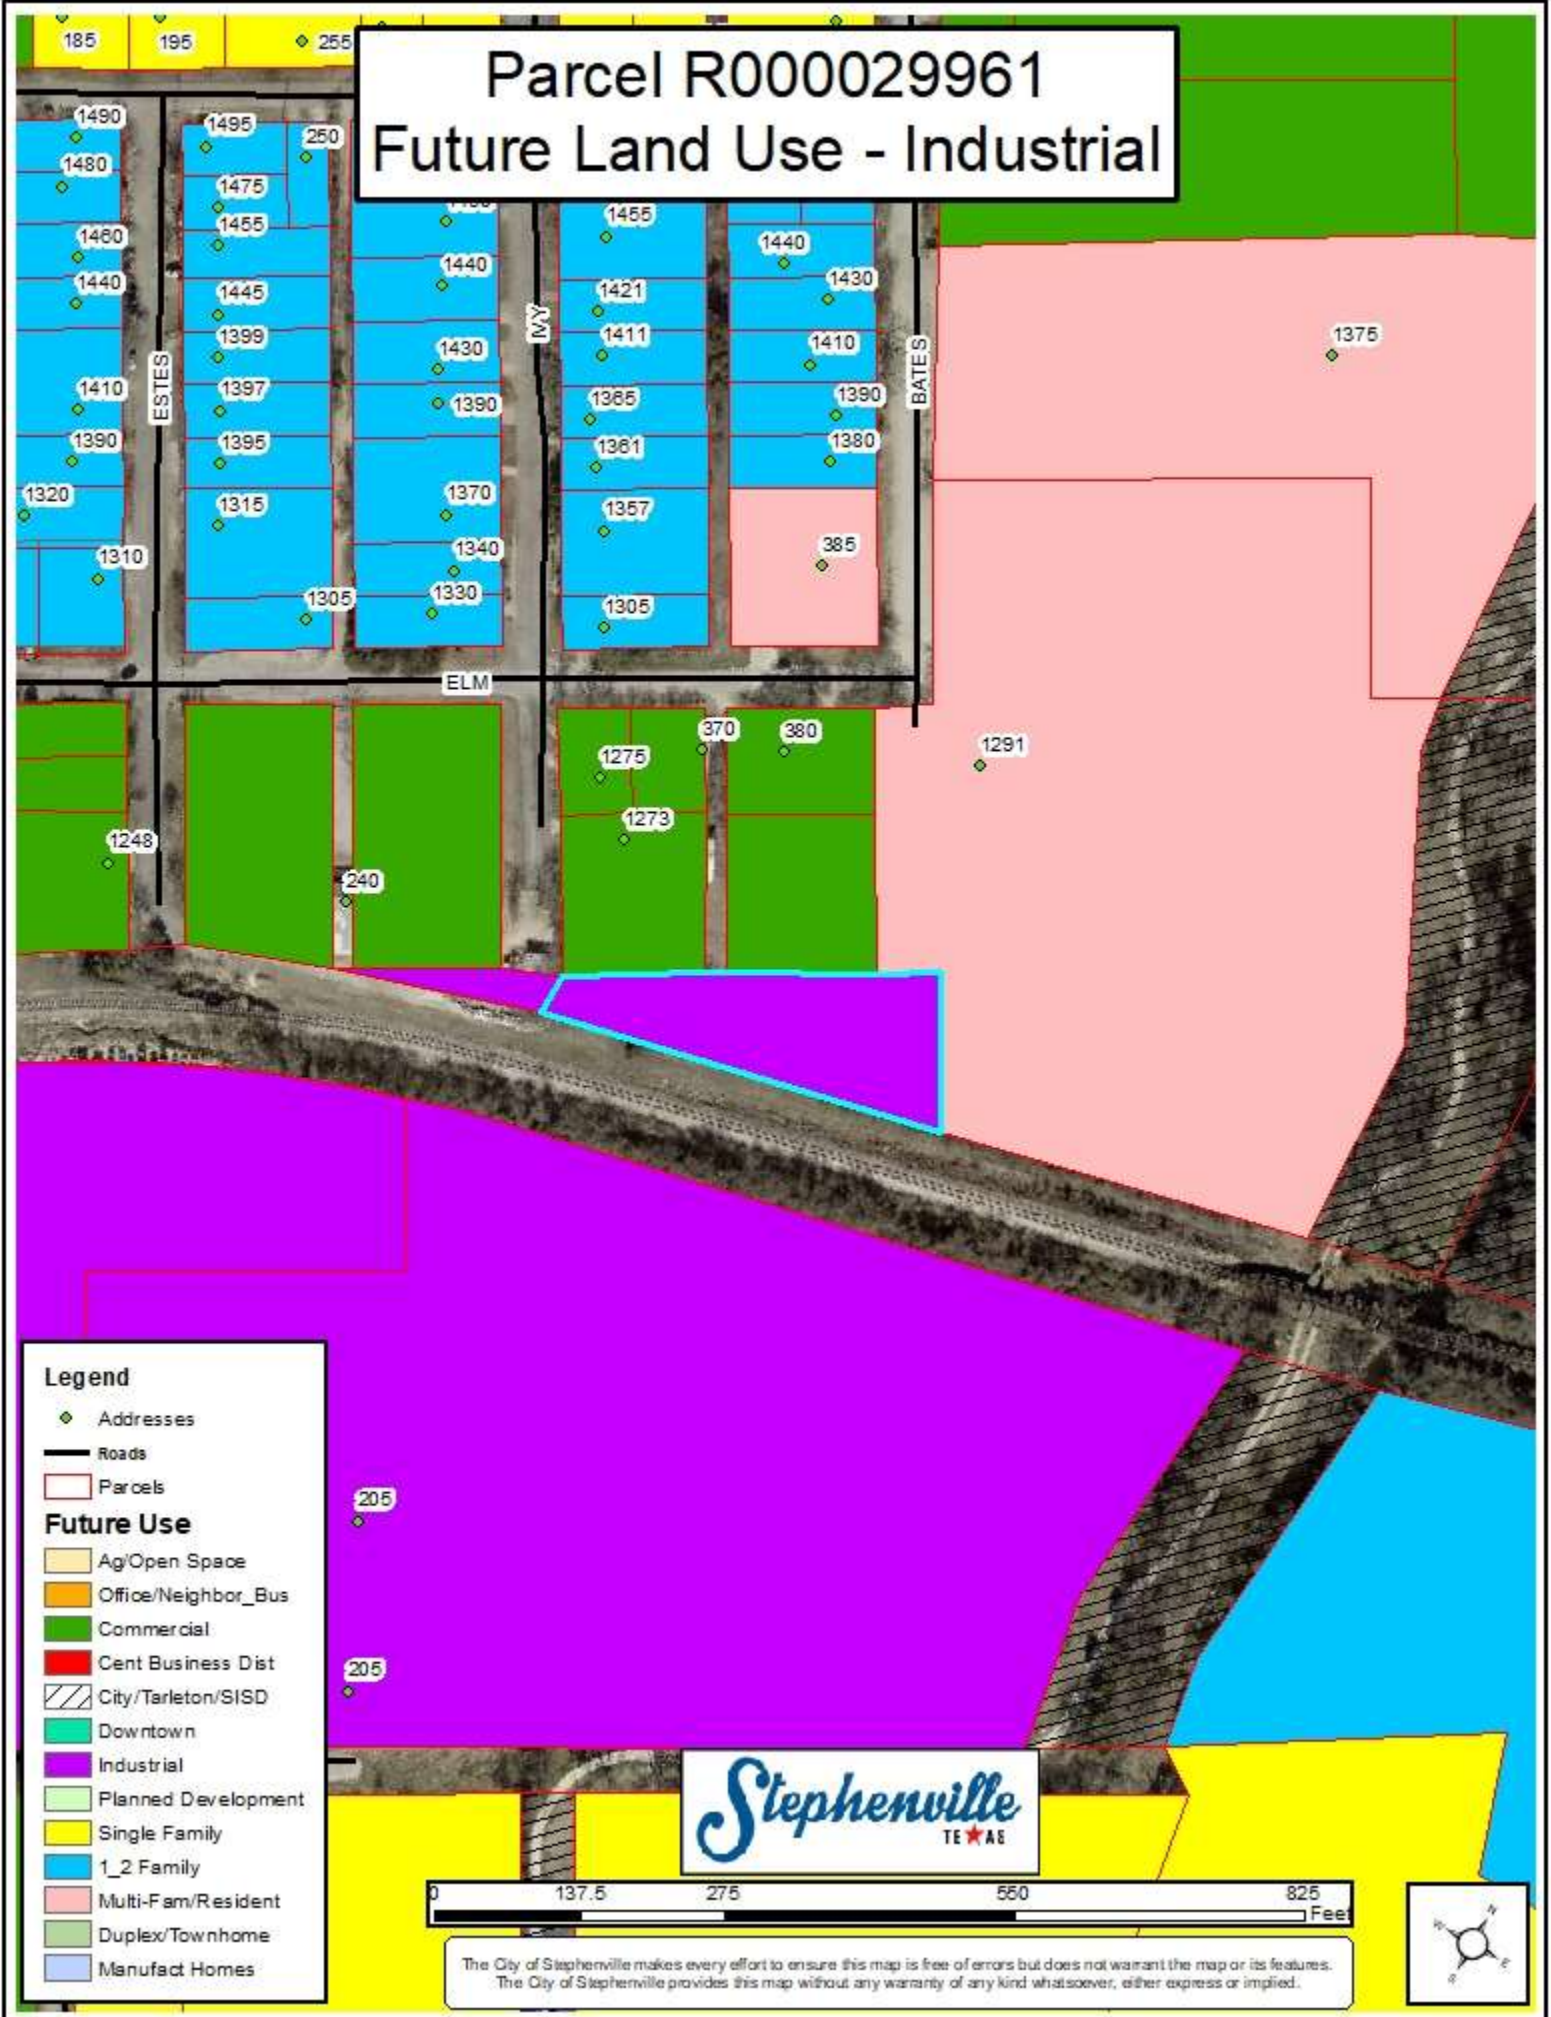 Parcel R000029961
Future Land Use - Industrial
185
195
255
1490
1495
250
1480
1475
1455
1455
1460
1440
1440
1440
1430
1445
1421
1399
1411
1410
1430
ESTES
IVY
BATES
1375
1410
1397
1390
1365
1390
1390
1395
1361
1380
1320
1315
1370
1357
1310
1340
385
1305
1330
1305
ELM
370
380
1275
1291
1273
1248
240
205
205
Legend
Addresses
Roads
Parcels
Future Use
Ag/Open Space
Office/Neighbor_Bus
Commercial
Cent Business Dist
City/Tarleton/SISD
Downtown
Industrial
Planned Development
Single Family
1_2 Family
Multi-Fam/Resident
Duplex/Townhome
Manufact Homes
Stephenville
TEXAS
0 137.5 275 550 825
Feet
The City of Stephenville makes every effort to ensure this map is free of errors but does not warrant the map or its features.
The City of Stephenville provides this map without any warranty of any kind whatsoever, either express or implied.
N
W
E
S